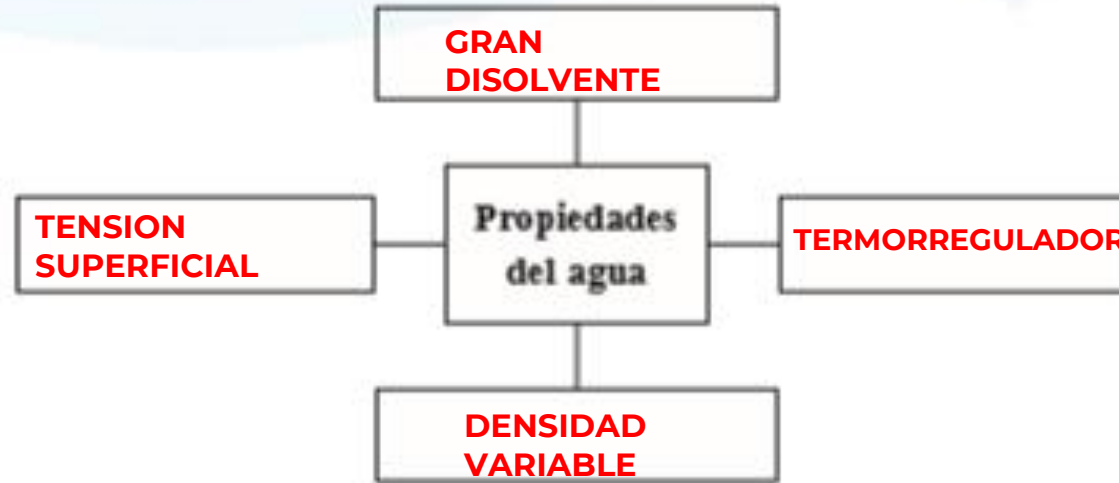 GRAN
DISOLVENTE
TENSION
SUPERFICIAL
Propiedades
del agua
TERMORREGULADOR
DENSIDAD
VARIABLE